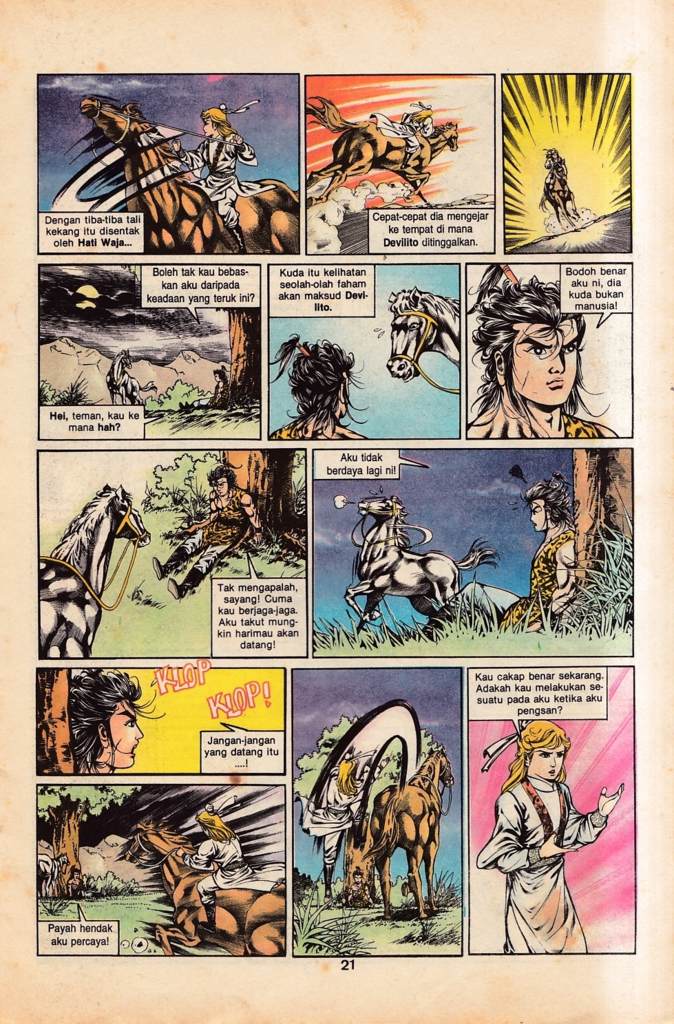 Dengan tiba-tiba tali
kekang itu disentak
oleh Hati Waja...
Cepat-cepat dia mengejar
ke tempat di mana
Devilito ditinggalkan.
Boleh tak kau bebas-
kan aku daripada
keadaan yang teruk ini?
Hei, teman, kau ke
mana hah?
Kuda itu kelihatan
seolah-olah faham
akan maksud Devi-
lito.
Bodoh benar
aku ni, dia
kuda bukan
manusia!
Tak mengapalah,
sayang! Cuma
kau berjaga-jaga.
Aku takut mung-
kin harimau akan
datang!
Aku tidak
berdaya lagi ni!
KLOP
KLOP!
Jangan-jangan
yang datang itu
....!
Payah hendak
aku percaya!
Kau cakap benar sekarang.
Adakah kau melakukan se-
suatu pada aku ketika aku
pengsan?
21